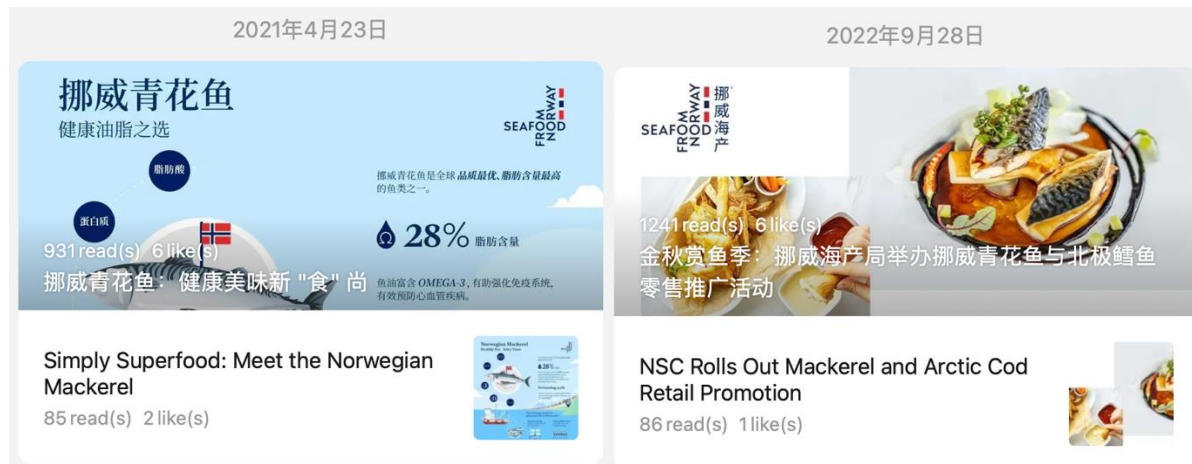 2021年4月23日
挪威青花鱼
健康油脂之选
SEAFOOD
FROM
NORWAY
脂肪酸
挪威青花鱼是全球品质最优、脂肪含量最高
的鱼类之一。
蛋白质
28% 脂肪含量
931 read(s) 6 like(s)
挪威青花鱼：健康美味新 "食" 尚
鱼油富含 OMEGA-3，有助强化免疫系统，
有效预防心血管疾病。
Simply Superfood: Meet the Norwegian
Mackerel
85 read(s) 2 like(s)
Norwegian Mackerel
28%
2022年9月28日
SEAFOOD
FROM
NORWAY
挪威海产
1241 read(s) 6 like(s)
金秋赏鱼季：挪威海产局举办挪威青花鱼与北极鳕鱼
零售推广活动
NSC Rolls Out Mackerel and Arctic Cod
Retail Promotion
86 read(s) 1 like(s)